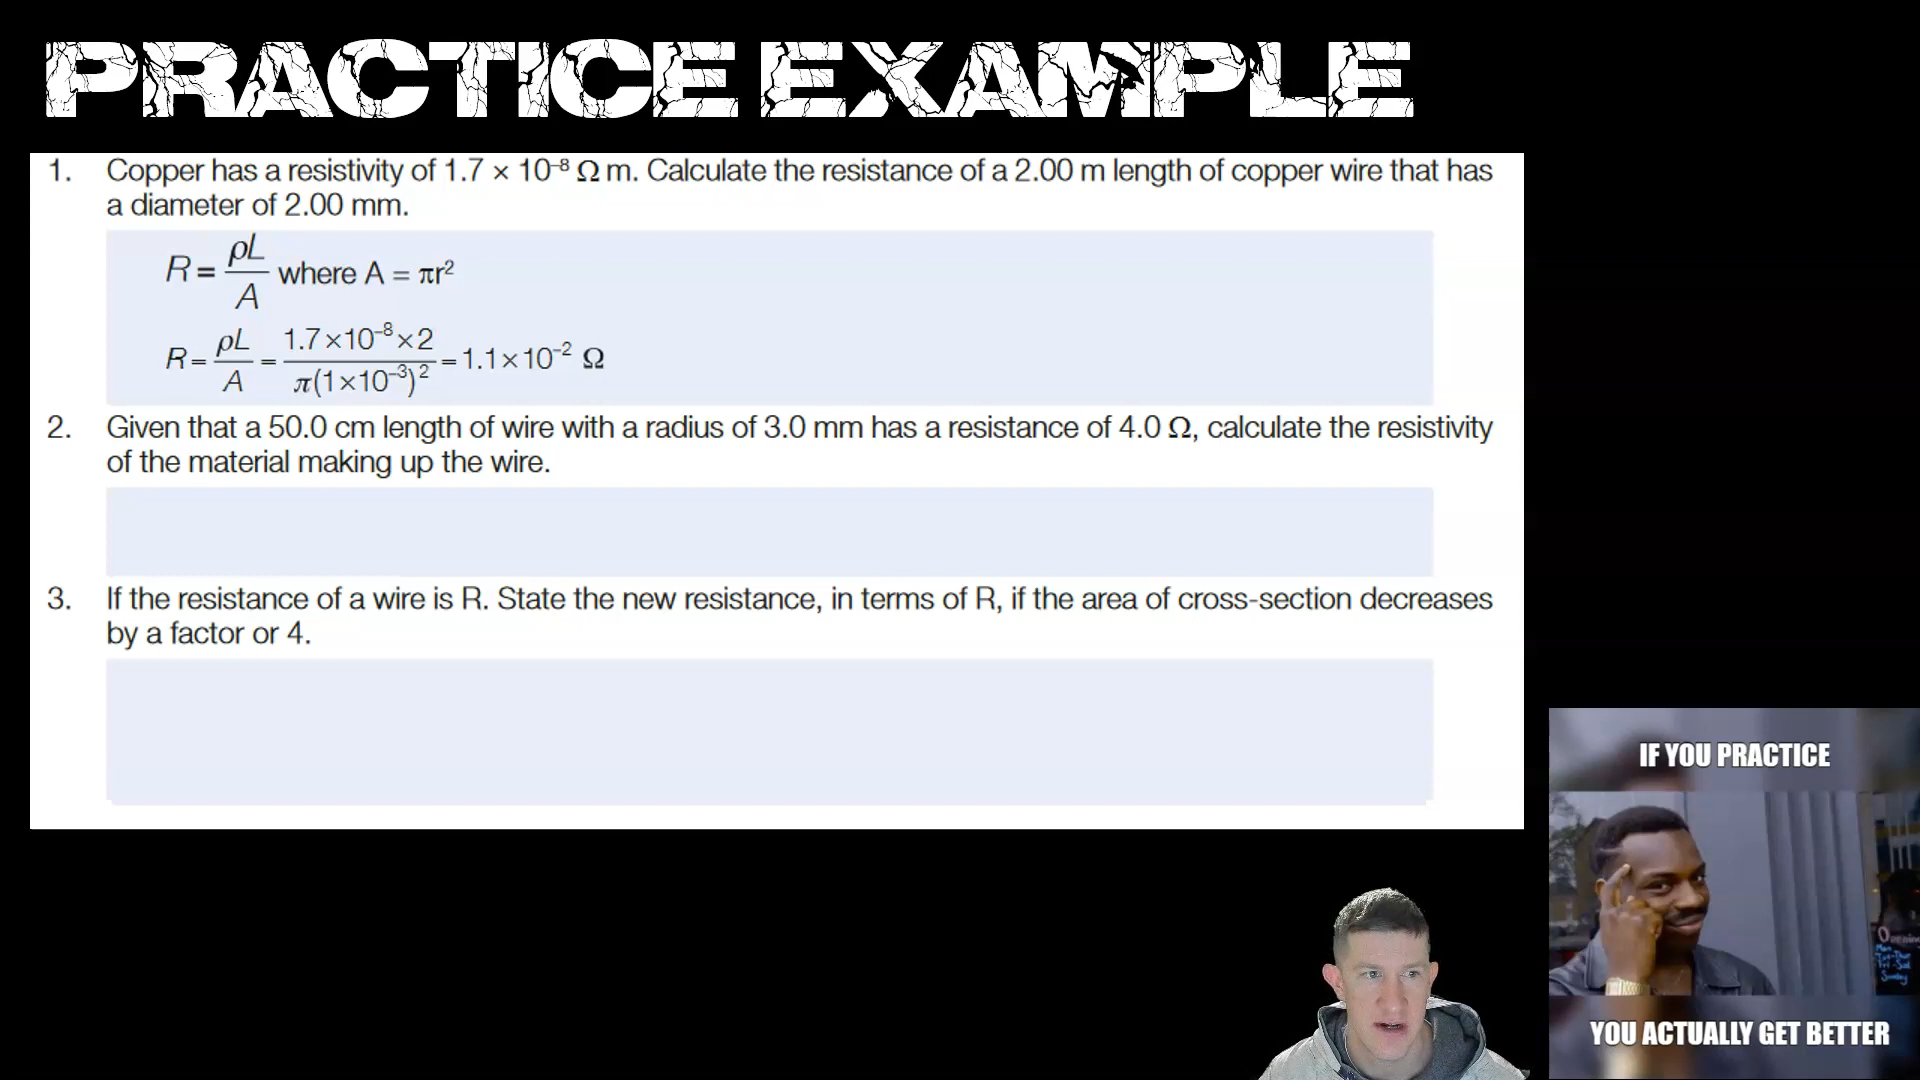 PRACTICE EXAMPLE
1. Copper has a resistivity of 1.7 × 10⁻⁸ Ω m. Calculate the resistance of a 2.00 m length of copper wire that has
a diameter of 2.00 mm.
R = ρL/A where A = πr²
R = ρL/A = 1.7×10⁻⁸×2/π(1×10⁻³)² = 1.1×10⁻² Ω
2. Given that a 50.0 cm length of wire with a radius of 3.0 mm has a resistance of 4.0 Ω, calculate the resistivity
of the material making up the wire.
3. If the resistance of a wire is R. State the new resistance, in terms of R, if the area of cross-section decreases
by a factor or 4.
IF YOU PRACTICE
YOU ACTUALLY GET BETTER